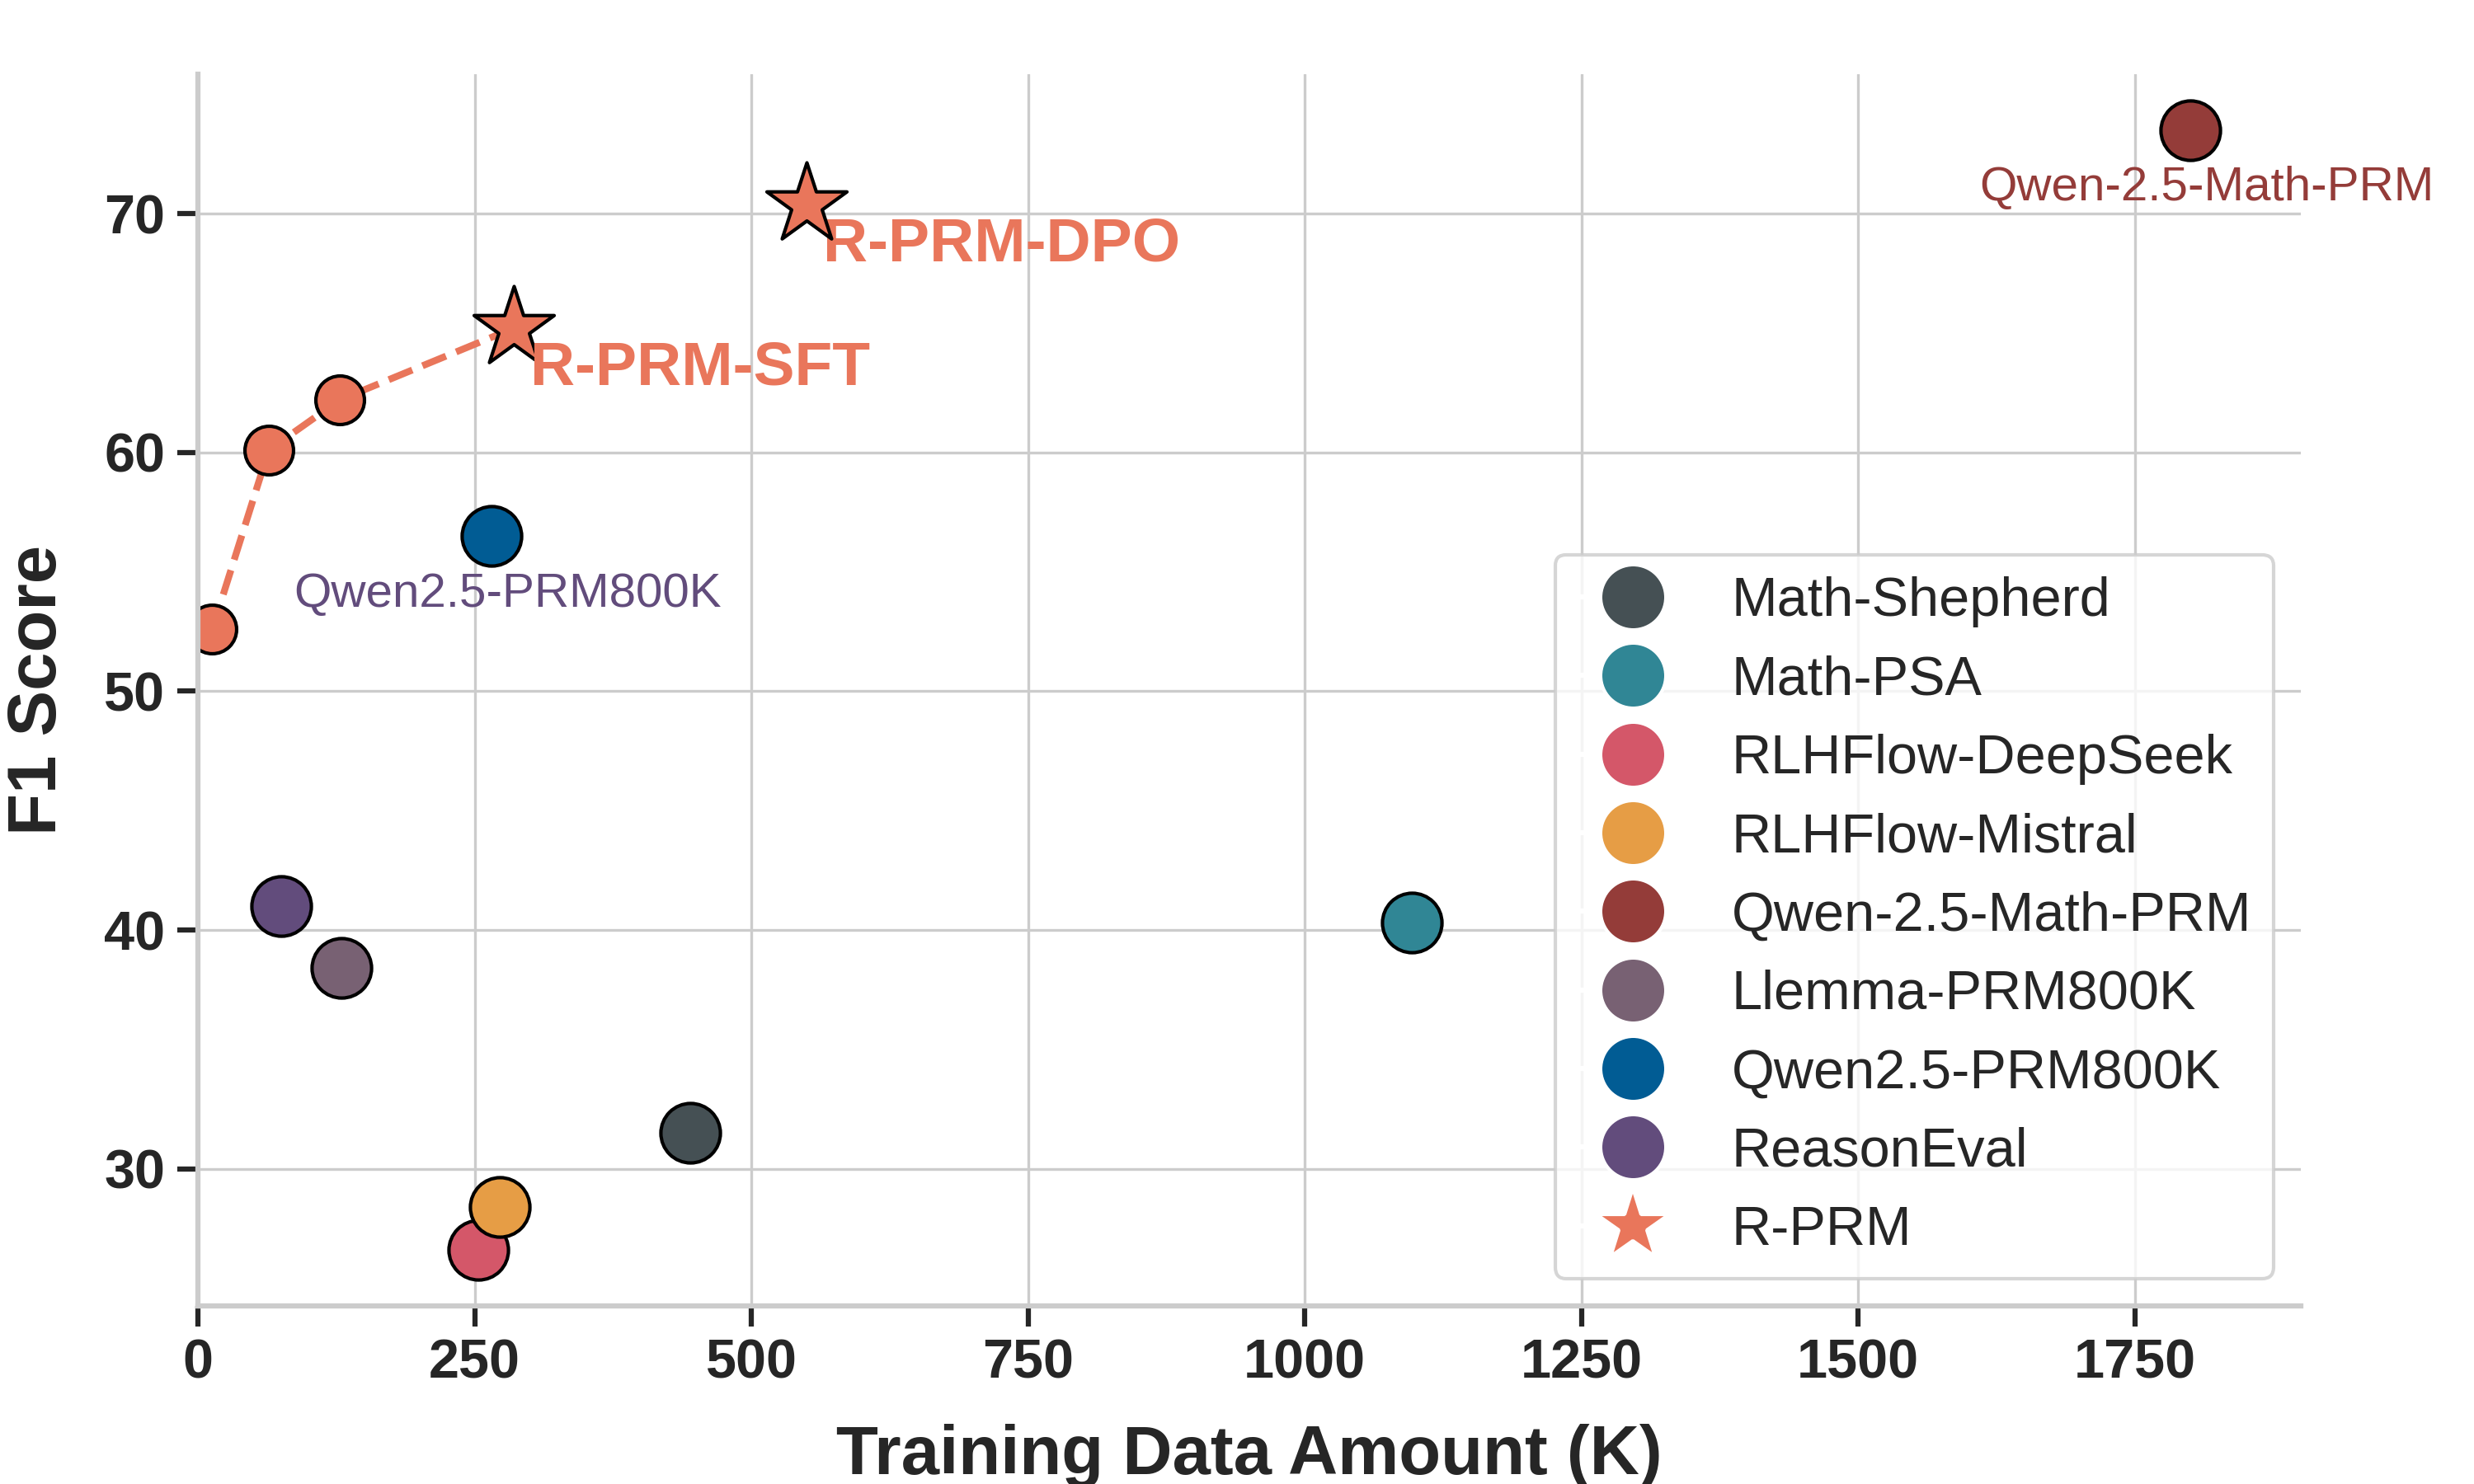 70
60
50
40
30
F1 Score
R-PRM-DPO
R-PRM-SFT
Qwen-2.5-Math-PRM
Qwen2.5-PRM800K
Math-Shepherd
Math-PSA
RLHFlow-DeepSeek
RLHFlow-Mistral
Qwen-2.5-Math-PRM
Llemma-PRM800K
Qwen2.5-PRM800K
ReasonEval
R-PRM
0 250 500 750 1000 1250 1500 1750
Training Data Amount (K)